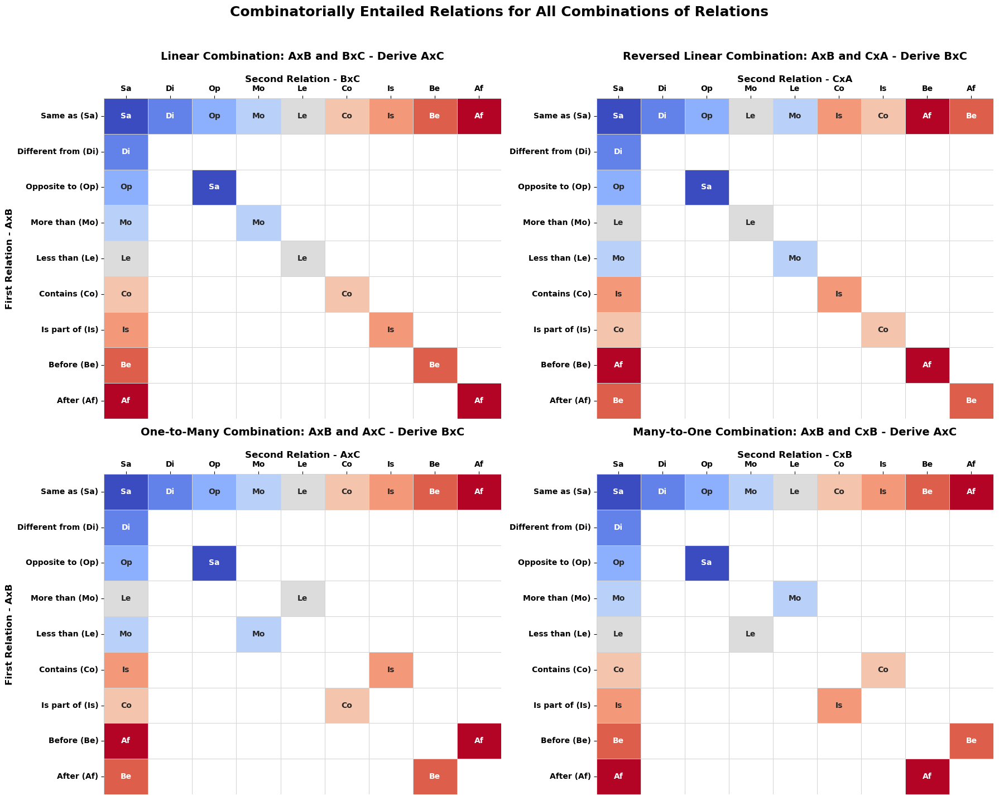 Combinatorially Entailed Relations for All Combinations of Relations
Linear Combination: AxB and BxC - Derive AxC
Second Relation - BxC
Sa Di Op Mo Le Co Is Be Af
First Relation - AxB
Same as (Sa) Sa Di Op Mo Le Co Is Be Af
Different from (Di) Di
Opposite to (Op) Op Sa
More than (Mo) Mo Mo
Less than (Le) Le Le
Contains (Co) Co Co
Is part of (Is) Is Is
Before (Be) Be Be
After (Af) Af Af
Reversed Linear Combination: AxB and CxA - Derive BxC
Second Relation - CxA
Sa Di Op Mo Le Co Is Be Af
Same as (Sa) Sa Di Op Le Mo Is Co Af Be
Different from (Di) Di
Opposite to (Op) Op Sa
More than (Mo) Le Le
Less than (Le) Mo Mo
Contains (Co) Is Is
Is part of (Is) Co Co
Before (Be) Af Af
After (Af) Be Be
One-to-Many Combination: AxB and AxC - Derive BxC
Second Relation - AxC
Sa Di Op Mo Le Co Is Be Af
First Relation - AxB
Same as (Sa) Sa Di Op Mo Le Co Is Be Af
Different from (Di) Di
Opposite to (Op) Op Sa
More than (Mo) Le Le
Less than (Le) Mo Mo
Contains (Co) Is Is
Is part of (Is) Co Co
Before (Be) Af Af
After (Af) Be Be
Many-to-One Combination: AxB and CxB - Derive AxC
Second Relation - CxB
Sa Di Op Mo Le Co Is Be Af
Same as (Sa) Sa Di Op Mo Le Co Is Be Af
Different from (Di) Di
Opposite to (Op) Op Sa
More than (Mo) Mo Mo
Less than (Le) Le Le
Contains (Co) Co Co
Is part of (Is) Is Is
Before (Be) Be Be
After (Af) Af Af